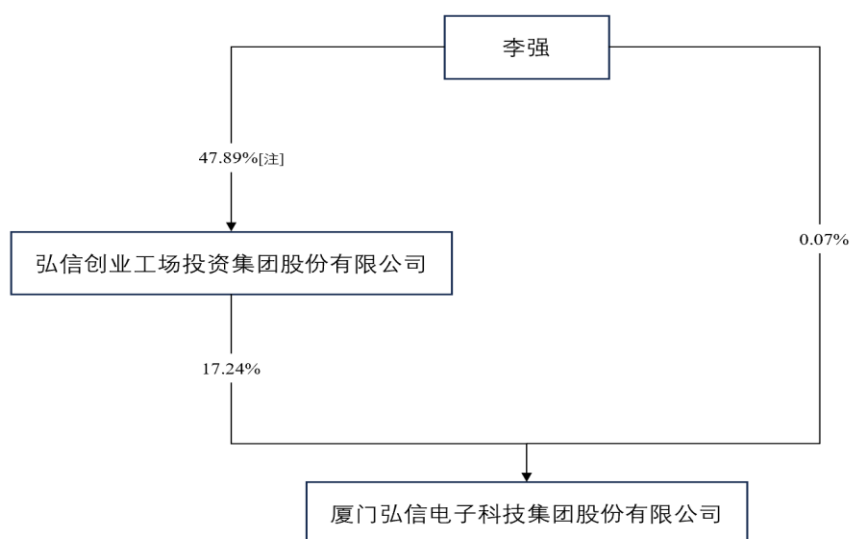 李强
47.89%[注]
弘信创业工场投资集团股份有限公司
0.07%
17.24%
厦门弘信电子科技集团股份有限公司